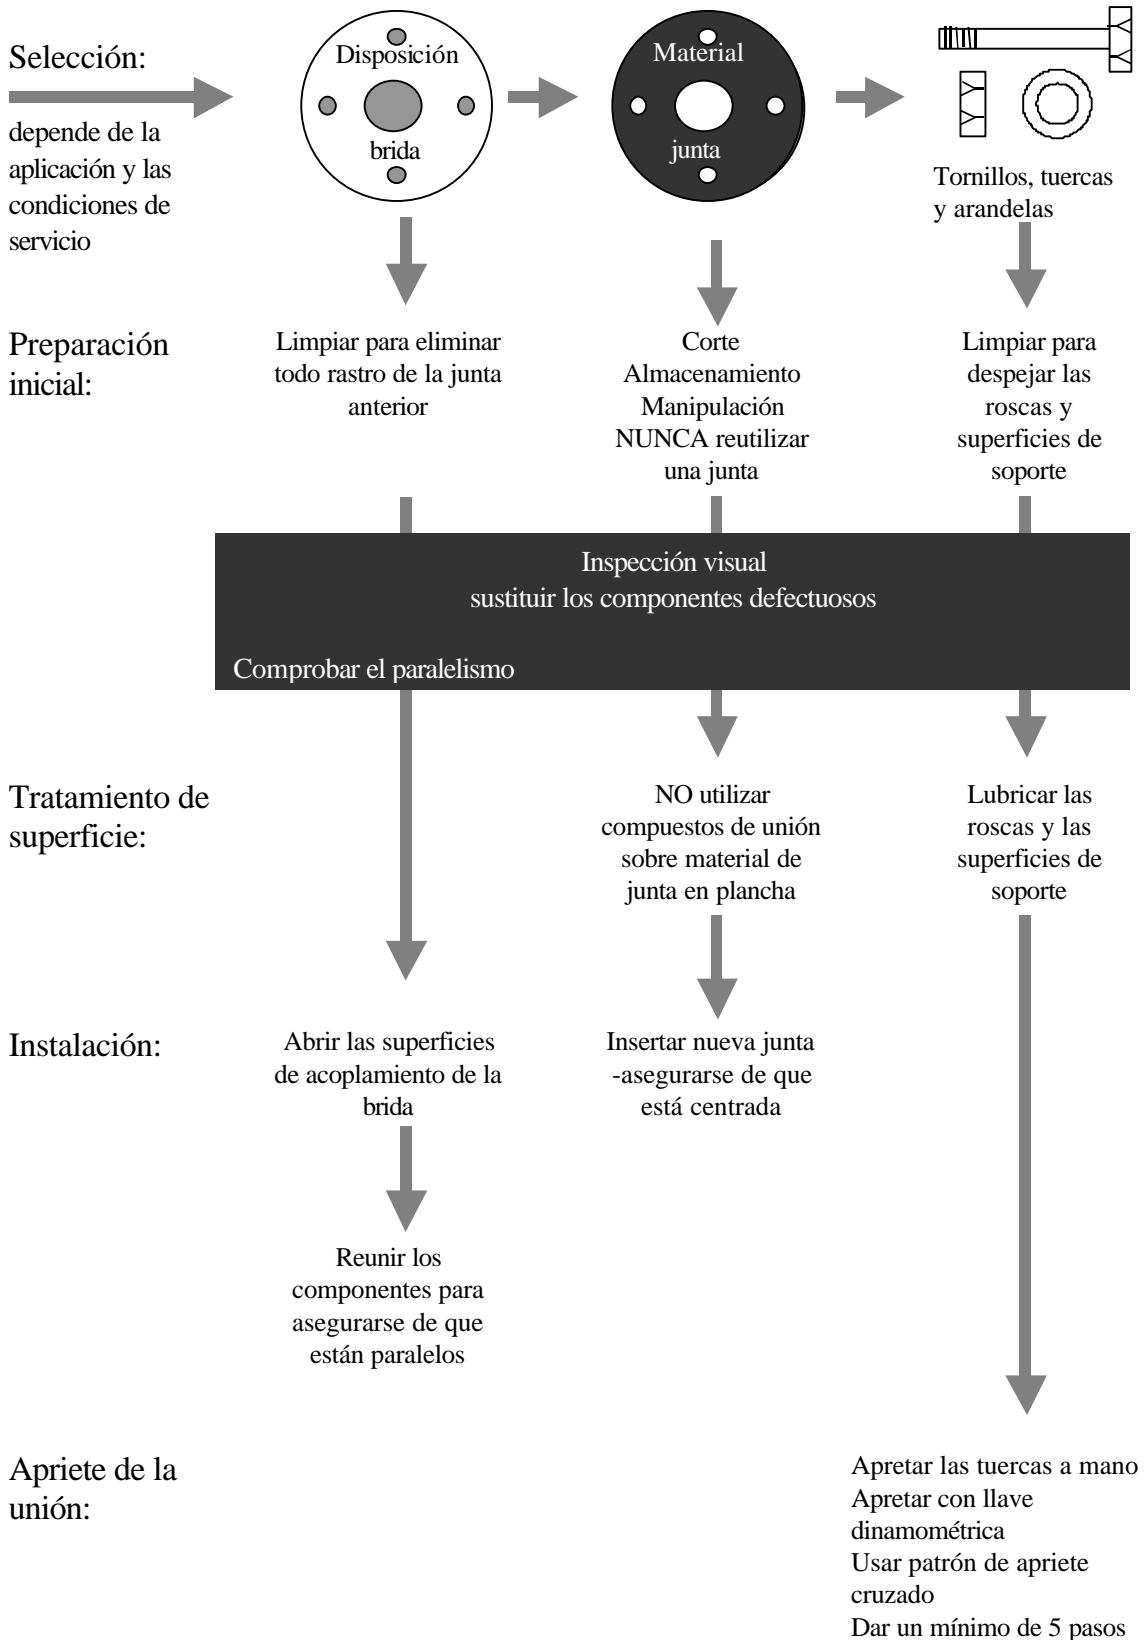 Selección:
depende de la
aplicación y las
condiciones de
servicio
Disposición
brida
Material
junta
Tornillos, tuercas
y arandelas
Preparación
inicial:
Limpiar para eliminar
todo rastro de la junta
anterior
Corte
Almacenamiento
Manipulación
NUNCA reutilizar
una junta
Limpiar para
despejar las
roscas y
superficies de
soporte
Inspección visual
sustituir los componentes defectuosos
Comprobar el paralelismo
Tratamiento de
superficie:
NO utilizar
compuestos de unión
sobre material de
junta en plancha
Lubricar las
roscas y las
superficies de
soporte
Instalación:
Abrir las superficies
de acoplamiento de la
brida
Insertar nueva junta
-asegurarse de que
está centrada
Reunir los
componentes para
asegurarse de que
están paralelos
Apriete de la
unión:
Apretar las tuercas a mano
Apretar con llave
dinamométrica
Usar patrón de apriete
cruzado
Dar un mínimo de 5 pasos